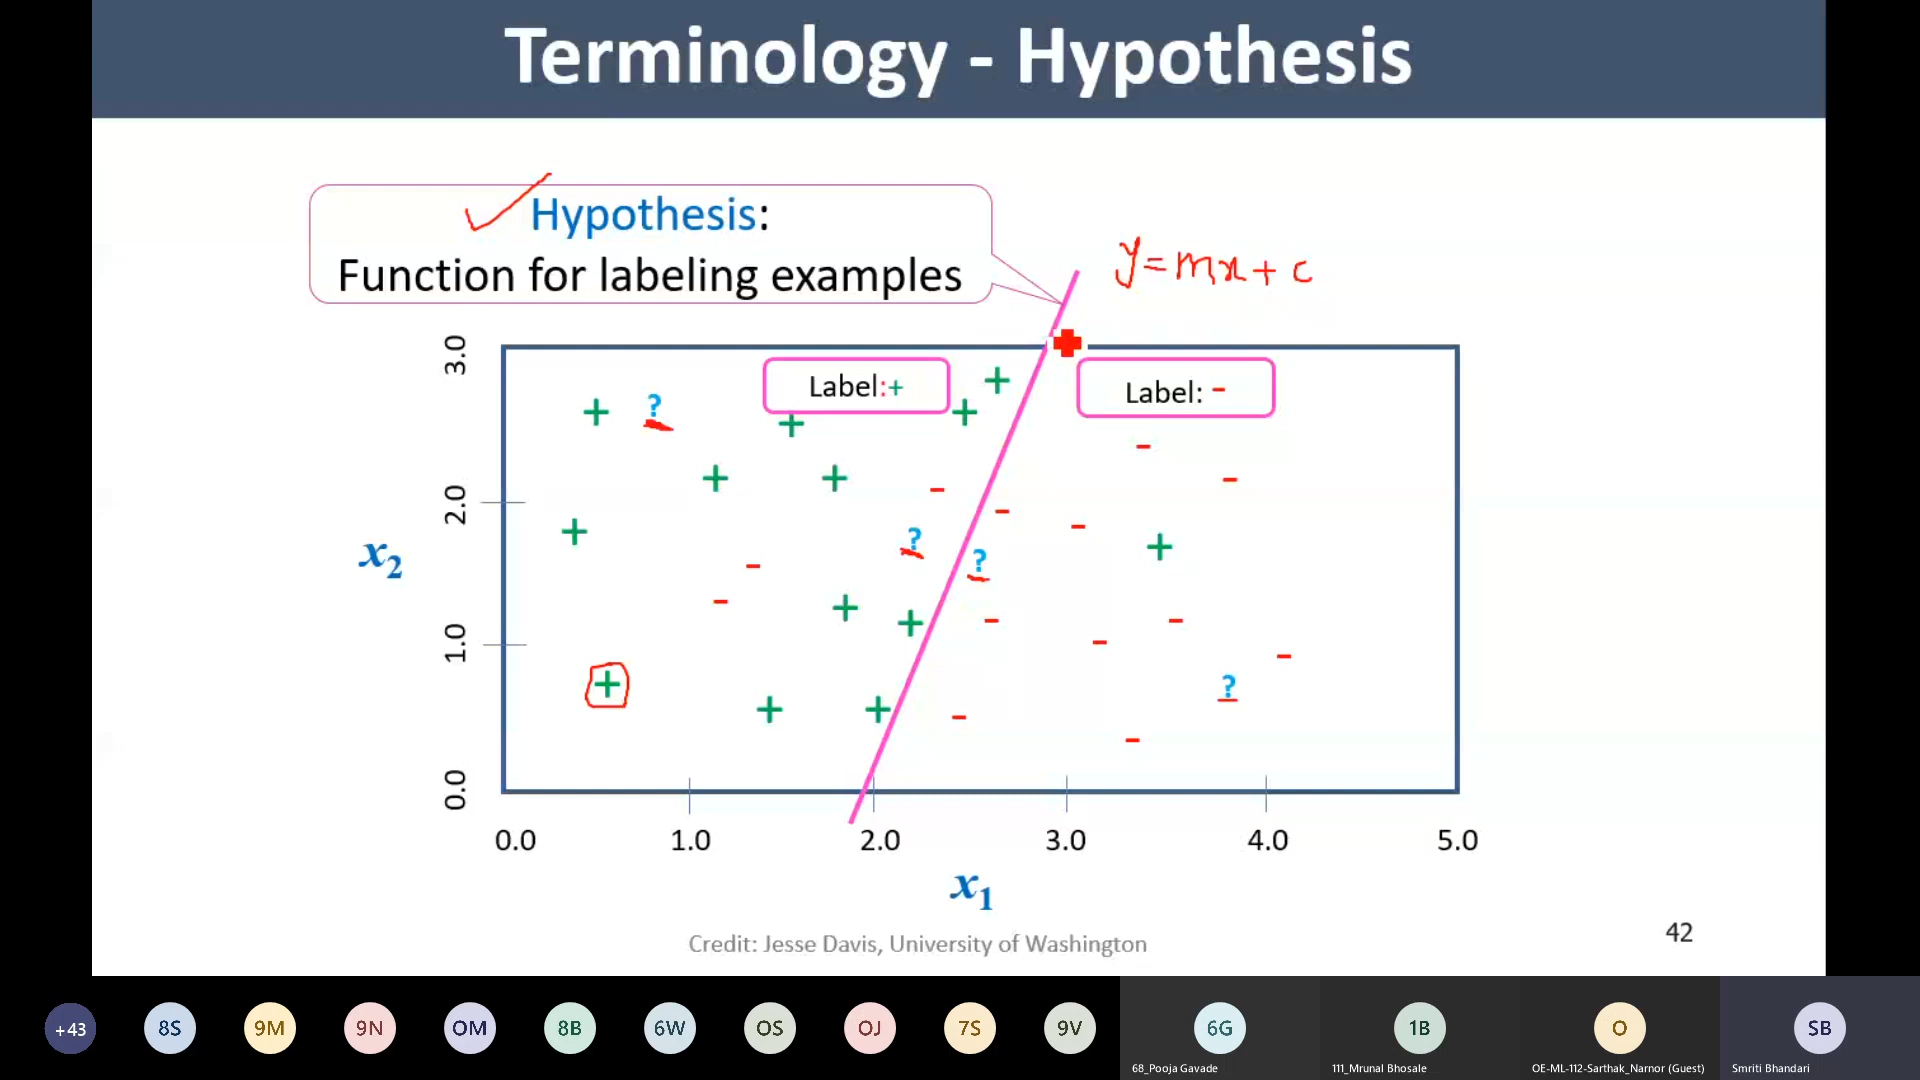 Terminology - Hypothesis
Hypothesis:
Function for labeling examples
y=mx+c
Label:+
Label: -
3.0
2.0
1.0
0.0
x2
? 
?
?
?
0.0 1.0 2.0 3.0 4.0 5.0
x1
Credit: Jesse Davis, University of Washington
42
+43 8S 9M 9N OM 8B 6W OS OJ 7S 9V 6G 1B O SB
68_Pooja Gavade 111_Mrunal Bhosale OE-ML-112-Sarthak_Narnor (Guest) Smriti Bhandari